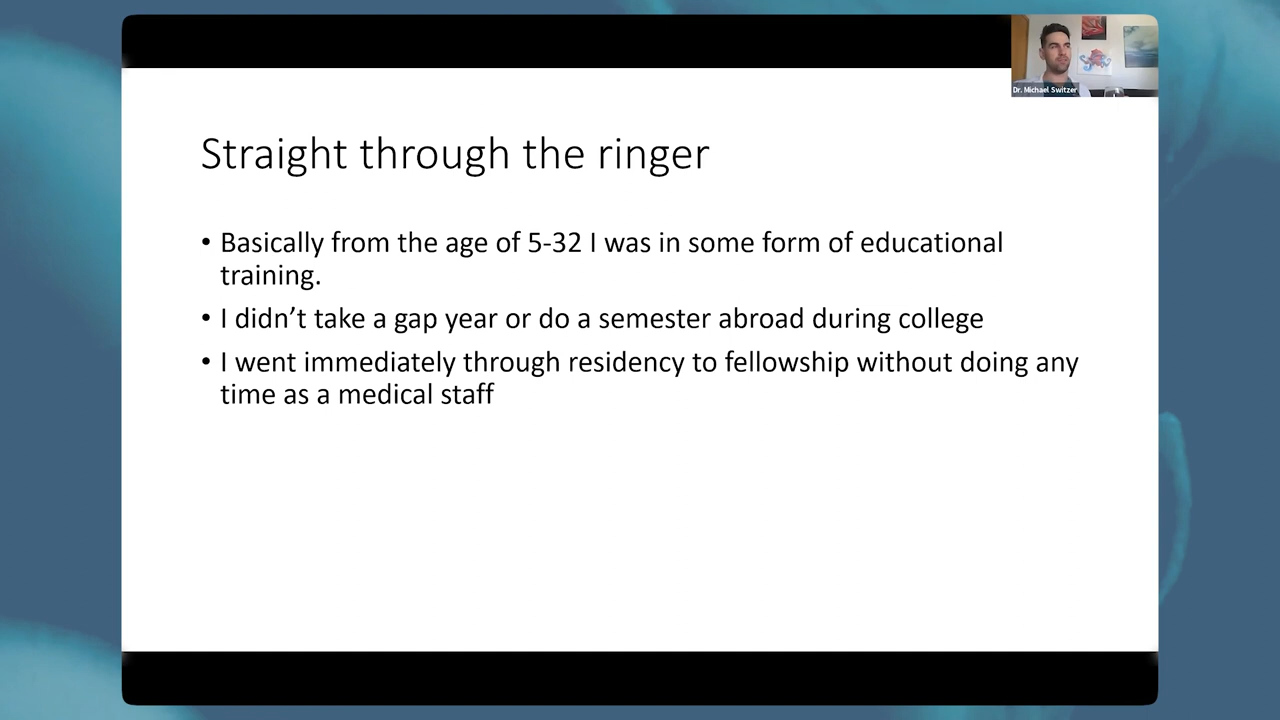 Dr. Michael Switzer
Straight through the ringer
• Basically from the age of 5-32 I was in some form of educational
training.
• I didn’t take a gap year or do a semester abroad during college
• I went immediately through residency to fellowship without doing any
time as a medical staff